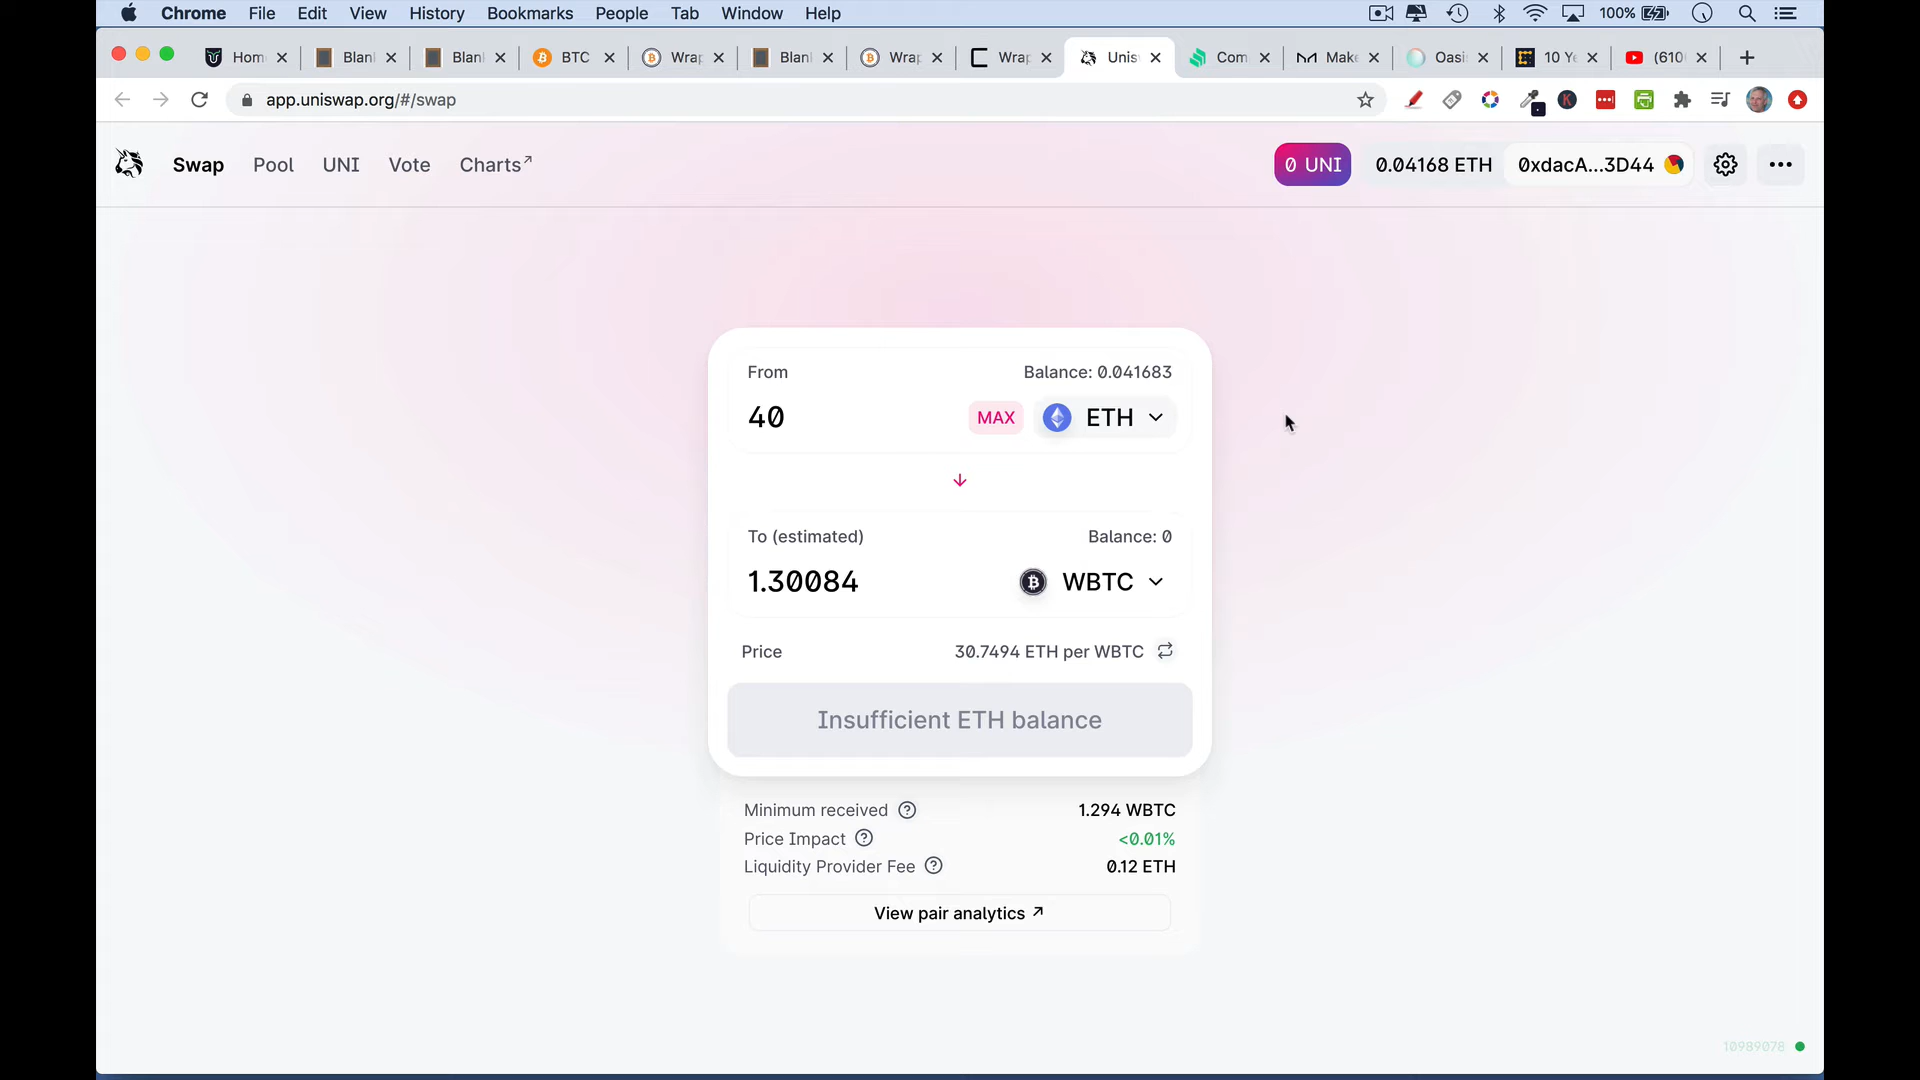 Chrome File Edit View History Bookmarks People Tab Window Help 100%
Hom Blan Blan BTC Wrap Blan Wrap Wrap Unis Com Make Oasi 10 Ye (610
app.uniswap.org/#/swap
Swap Pool UNI Vote Charts↗ 0 UNI 0.04168 ETH 0xdacA...3D44
From Balance: 0.041683
40 MAX ETH
To (estimated) Balance: 0
1.30084 WBTC
Price 30.7494 ETH per WBTC
Insufficient ETH balance
Minimum received 1.294 WBTC
Price Impact <0.01%
Liquidity Provider Fee 0.12 ETH
View pair analytics ↗
10989078